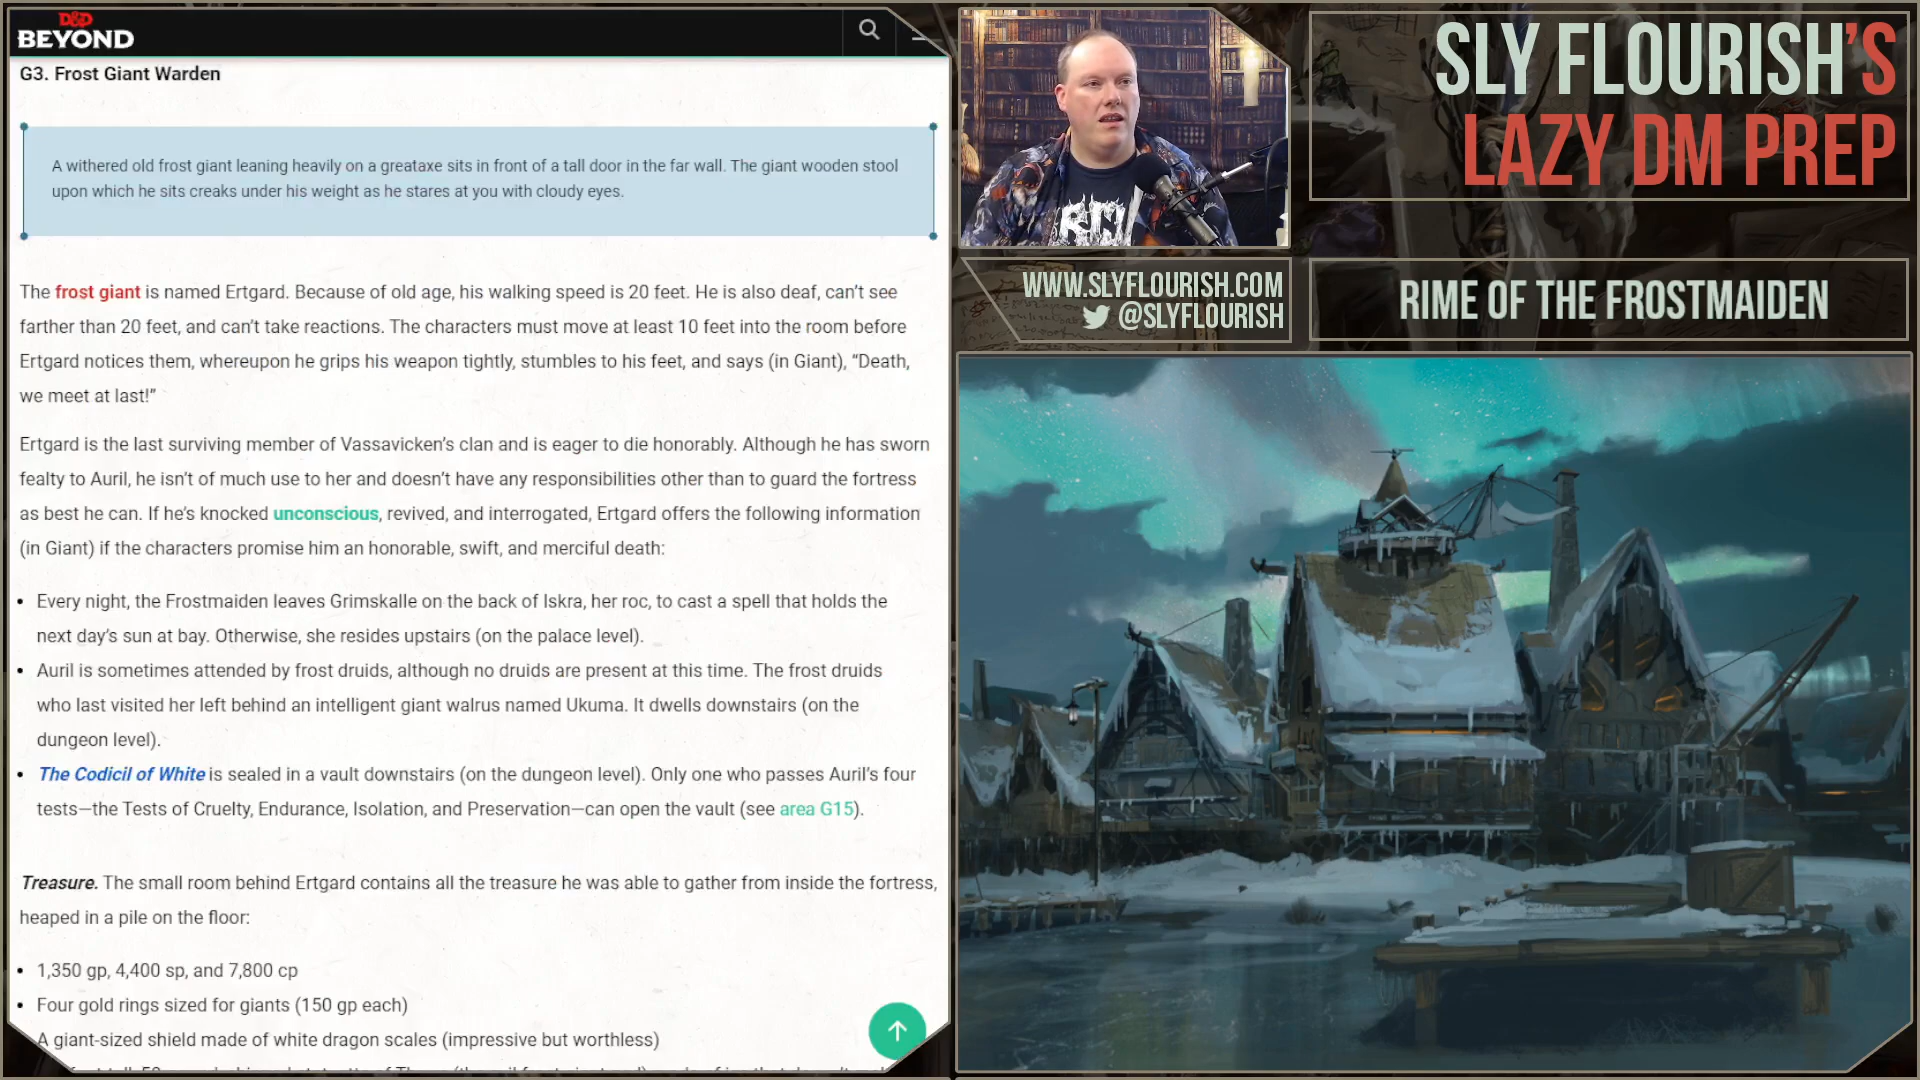 D&D
BEYOND
G3. Frost Giant Warden
A withered old frost giant leaning heavily on a greataxe sits in front of a tall door in the far wall. The giant wooden stool
upon which he sits creaks under his weight as he stares at you with cloudy eyes.
The frost giant is named Ertgard. Because of old age, his walking speed is 20 feet. He is also deaf, can’t see
farther than 20 feet, and can’t take reactions. The characters must move at least 10 feet into the room before
Ertgard notices them, whereupon he grips his weapon tightly, stumbles to his feet, and says (in Giant), “Death,
we meet at last!”
Ertgard is the last surviving member of Vassavicken’s clan and is eager to die honorably. Although he has sworn
fealty to Auril, he isn’t of much use to her and doesn’t have any responsibilities other than to guard the fortress
as best he can. If he’s knocked unconscious, revived, and interrogated, Ertgard offers the following information
(in Giant) if the characters promise him an honorable, swift, and merciful death:
• Every night, the Frostmaiden leaves Grimskalle on the back of Iskra, her roc, to cast a spell that holds the
next day’s sun at bay. Otherwise, she resides upstairs (on the palace level).
• Auril is sometimes attended by frost druids, although no druids are present at this time. The frost druids
who last visited her left behind an intelligent giant walrus named Ukuma. It dwells downstairs (on the
dungeon level).
• The Codicil of White is sealed in a vault downstairs (on the dungeon level). Only one who passes Auril’s four
tests—the Tests of Cruelty, Endurance, Isolation, and Preservation—can open the vault (see area G15).
Treasure. The small room behind Ertgard contains all the treasure he was able to gather from inside the fortress,
heaped in a pile on the floor:
• 1,350 gp, 4,400 sp, and 7,800 cp
• Four gold rings sized for giants (150 gp each)
A giant-sized shield made of white dragon scales (impressive but worthless)
SLY FLOURISH’S
LAZY DM PREP
WWW.SLYFLOURISH.COM
@SLYFLOURISH
RIME OF THE FROSTMAIDEN